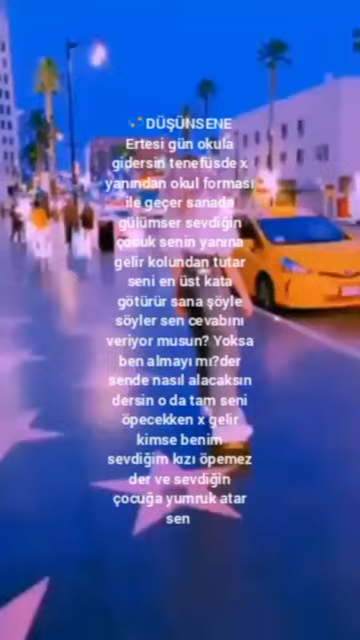 ✨DÜŞÜNSENE
Ertesi gün okula
gidersin tenefüsde x
yanından okul forması
ile geçer sanada
gülümser sevdiğin
çocuk senin yanına
gelir kolundan tutar
seni en üst kata
götürür sana şöyle
söyler sen cevabını
veriyor musun? Yoksa
ben almayı mı?der
sende nasıl alacaksın
dersin o da tam seni
öpecekken x gelir
kimse benim
sevdiğim kızı öpemez
der ve sevdiğin
çocuğa yumruk atar
sen